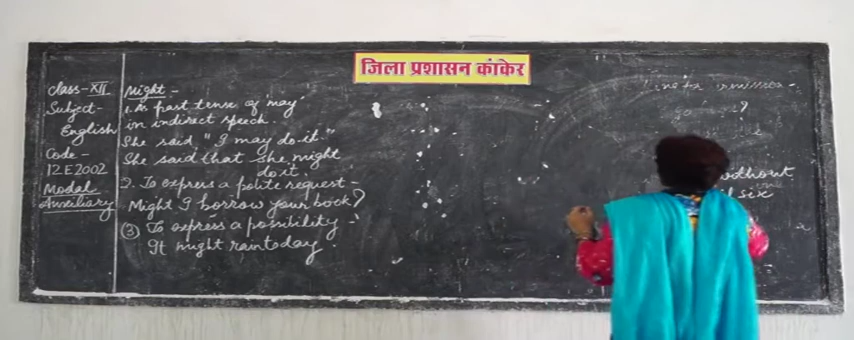 जिला प्रशासन कांकेर
Class - XII
Subject -
English
Code -
12E2002
Modal
Auxiliary
Might -
1. As past tense of 'may'
in indirect speech.
She said "I may do it."
She said that she might
do it.
2. To express a polite request -
Might I borrow your book?
(3) To express a possibility -
It might rain today.
without
six